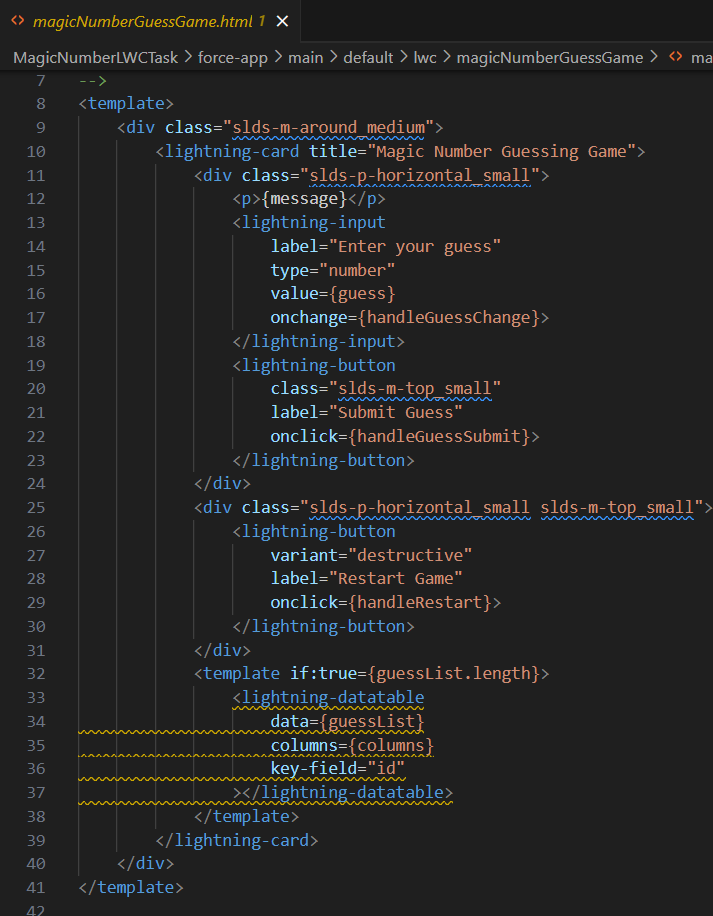 magicNumberGuessGame.html 1
MagicNumberLWCTask > force-app > main > default > lwc > magicNumberGuessGame > <> ma
7 -->
8 <template>
9 <div class="slds-m-around_medium">
10 <lightning-card title="Magic Number Guessing Game">
11 <div class="slds-p-horizontal_small">
12 <p>{message}</p>
13 <lightning-input
14 label="Enter your guess"
15 type="number"
16 value={guess}
17 onchange={handleGuessChange}>
18 </lightning-input>
19 <lightning-button
20 class="slds-m-top_small"
21 label="Submit Guess"
22 onclick={handleGuessSubmit}>
23 </lightning-button>
24 </div>
25 <div class="slds-p-horizontal_small slds-m-top_small">
26 <lightning-button
27 variant="destructive"
28 label="Restart Game"
29 onclick={handleRestart}>
30 </lightning-button>
31 </div>
32 <template if:true={guessList.length}>
33 <lightning-datatable
34 data={guessList}
35 columns={columns}
36 key-field="id"
37 ></lightning-datatable>
38 </template>
39 </lightning-card>
40 </div>
41 </template>
42